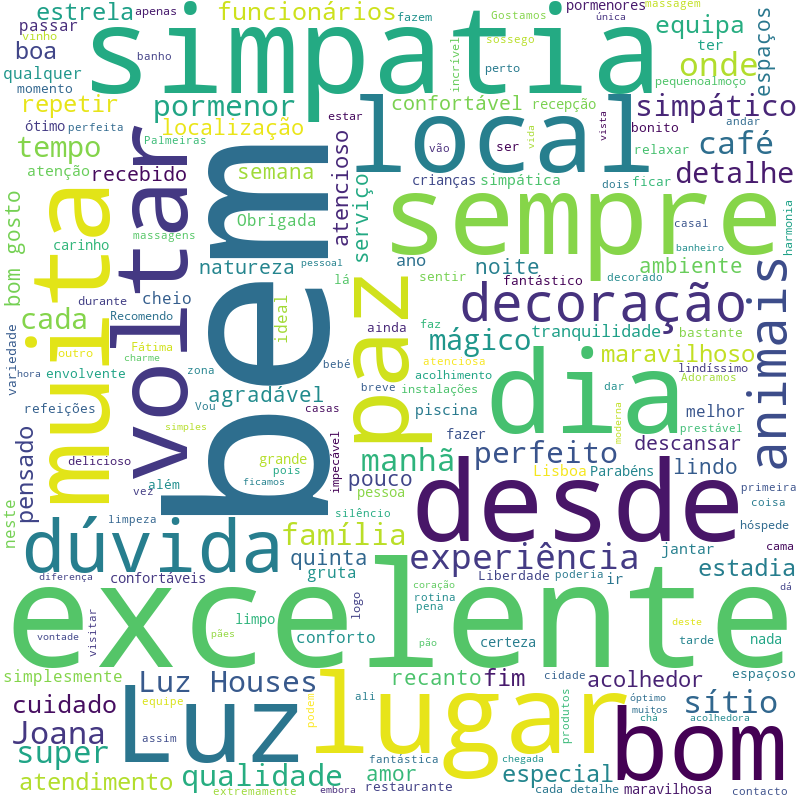 estrela
apenas
funcionários
fazem
Gostamos
pormenores
massagem
única
passar
vinho
banho
simpatia
sossego
incrível
perto
equipa
ter
espaços
boa
qualquer
momento
onde
pequenoalmoço
repetir
pormenor
confortável
recepção
simpático
ótimo
perfeita
localização
estar
local
vista
vida
ser
bonito
andar
tempo
Palmeiras
voltar
atencioso
vão
café
relaxar
atenção
recebido
semana
serviço
crianças
simpática
dois
ficar
detalhe
muita
carinho
massagens
bem
Obrigada
sempre
casal
harmonia
bom gosto
natureza
pessoal
lá
ano
sentir
noite
banheiro
ambiente
durante
cheio
ideal
paz
fantástico
decorado
animais
cada
Recomendo
decoração
variedade
hora
outro
Fátima
charme
zona
ainda
faz
mágico
tranquilidade
bastante
envolvente
acolhimento
atenciosa
maravilhoso
lindíssimo
bebé
breve
instalações
dia
dar
Adoramos
agradável
refeições
simples
Vou
casas
piscina
melhor
moderna
prestável
pensado
delicioso
grande
pois
impecável
fazer
perfeito
descansar
manhã
além
vez
ficamos
pouco
pessoa
Lisboa
Parabéns
lindo
primeira
coisa
neste
limpeza
silêncio
desde
hóspede
dúvida
família
quinta
experiência
jantar
cama
estadia
diferença
confortáveis
gruta
coração
Liberdade
poderia
ir
dá
excelente
rotina
pena
deste
logo
limpo
vontade
visitar
pães
conforto
pão
certeza
tarde
nada
simplesmente
Luz Houses
recanto
fim
cidade
acolhedor
espaçoso
cuidado
equipe
Luz
lugar
podem
ali
produtos
sítio
óptimo
muitos
chá
acolhedora
Joana
assim
bom
super
fantástica
chegada
atendimento
qualidade
amor
especial
extremamente
embora
restaurante
cada detalhe
maravilhosa
contacto